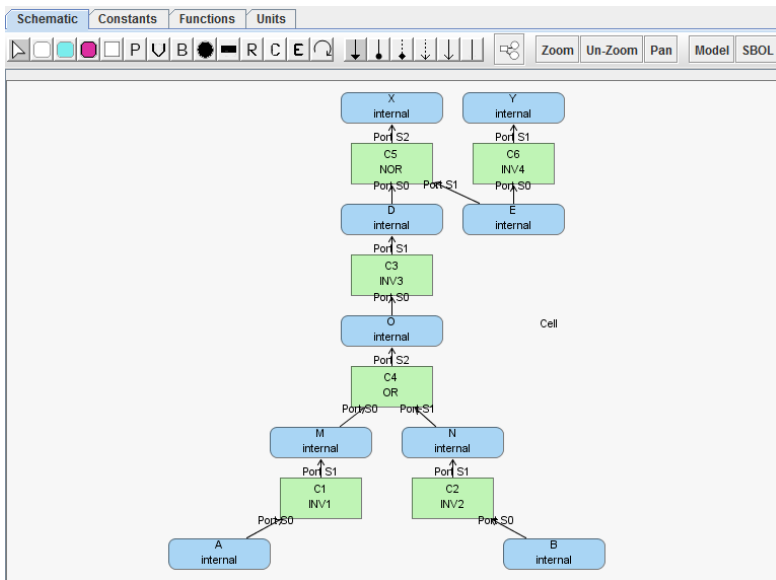 Schematic Constants Functions Units
P V B R C E Zoom Un-Zoom Pan Model SBOL
X Y
internal internal
Port S2 Port S1
C5 C6
NOR INV4
Port S0 Port S1 Port S0
D E
internal internal
Port S1
C3
INV3
Port S0
O Cell
internal
Port S2
C4
OR
Port S0 Port S1
M N
internal internal
Port S1 Port S1
C1 C2
INV1 INV2
Port S0 Port S0
A B
internal internal